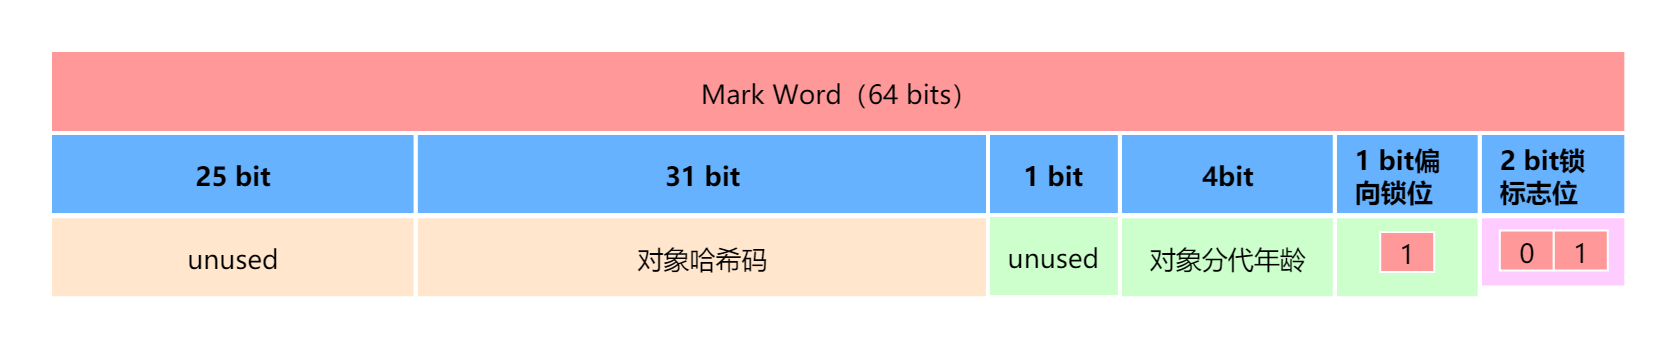 Mark Word（64 bits）
25 bit
31 bit
1 bit
4bit
1 bit偏
向锁位
2 bit锁
标志位
unused
对象哈希码
unused
对象分代年龄
1
0 1